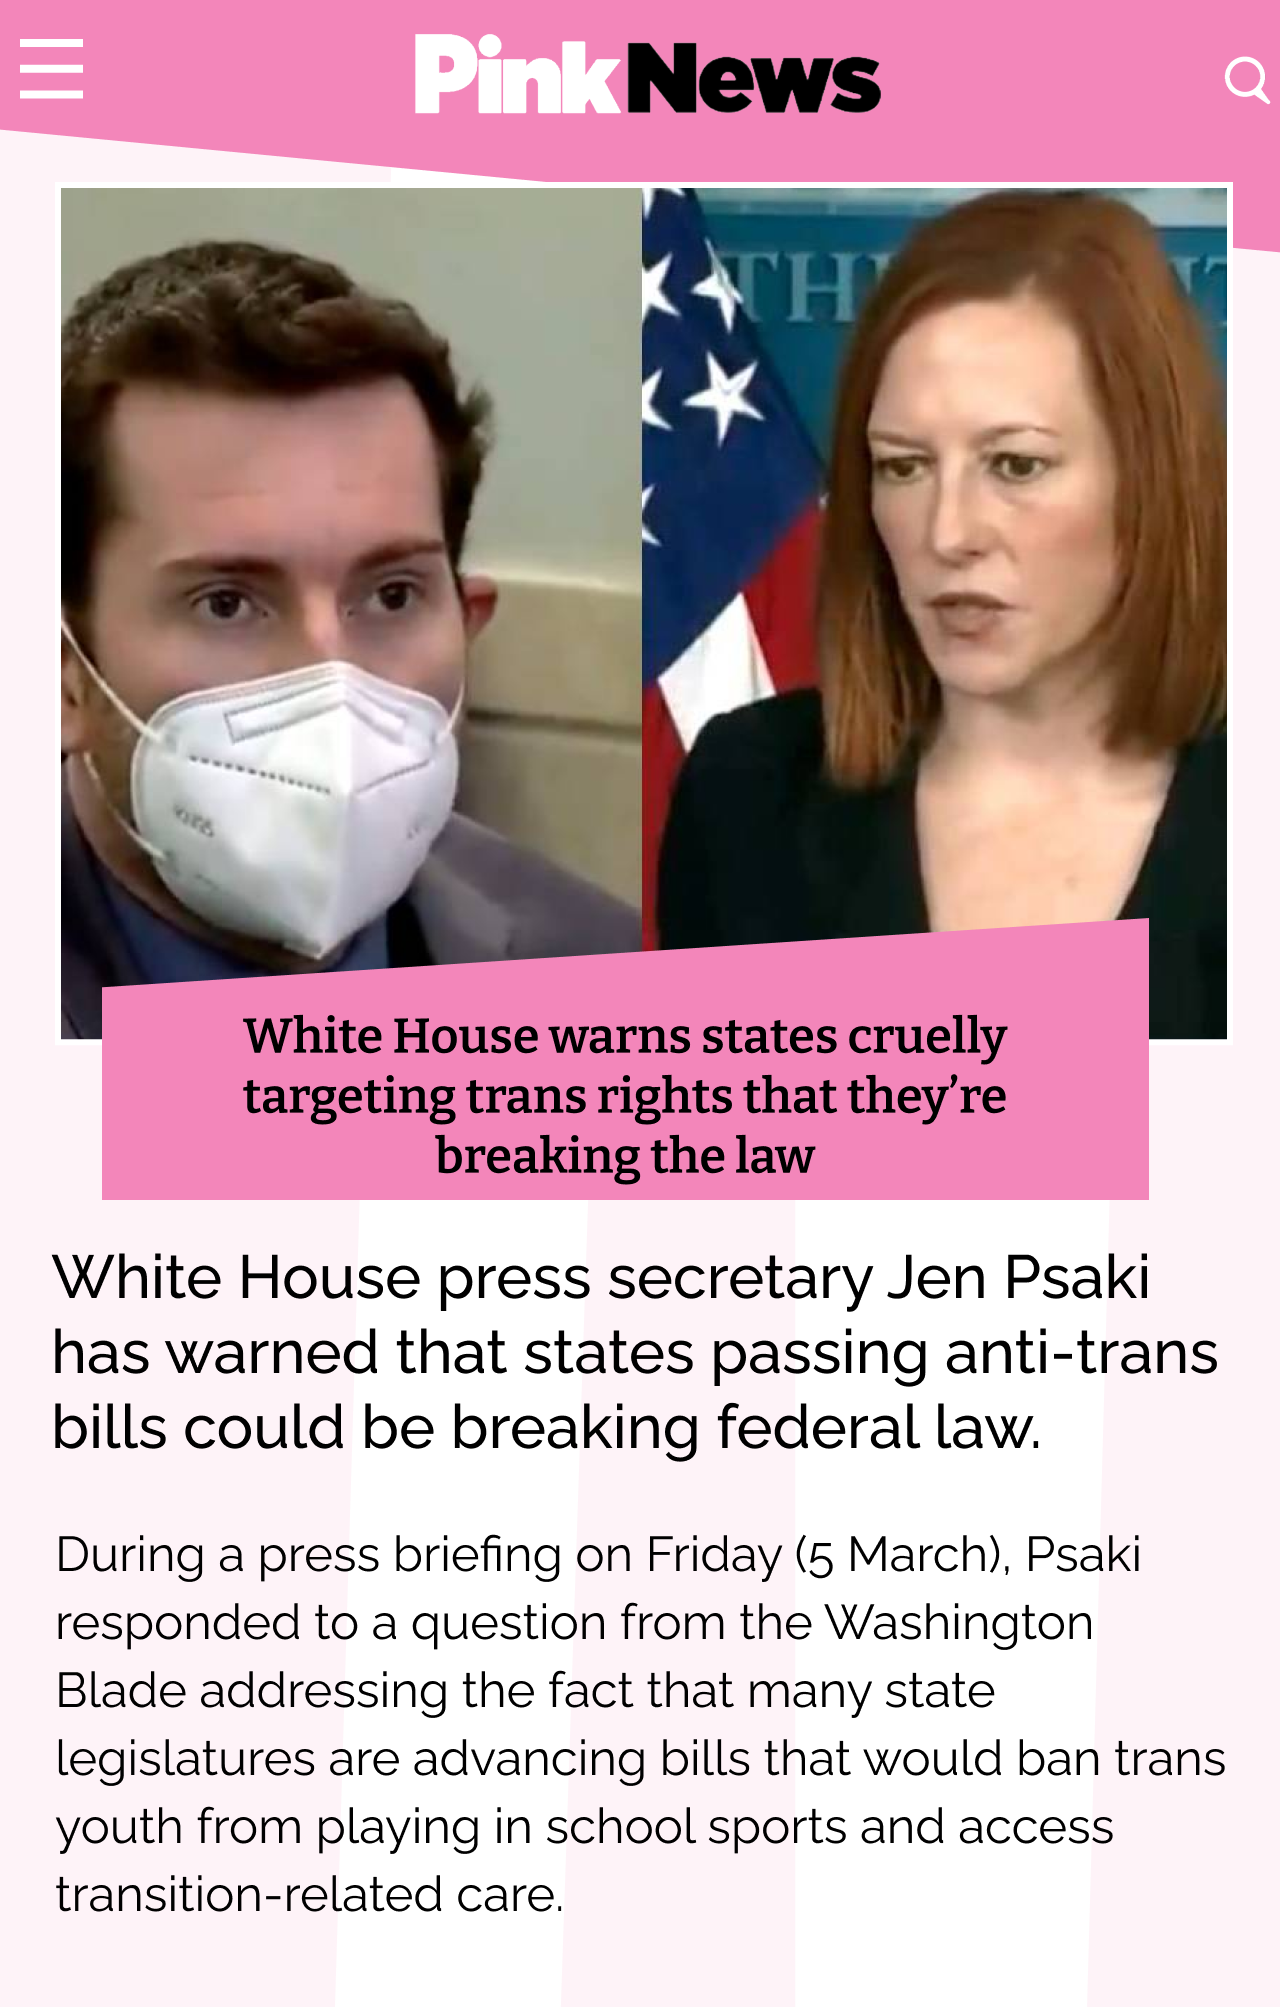 PinkNews
TH
White House warns states cruelly
targeting trans rights that they’re
breaking the law
White House press secretary Jen Psaki
has warned that states passing anti-trans
bills could be breaking federal law.
During a press briefing on Friday (5 March), Psaki
responded to a question from the Washington
Blade addressing the fact that many state
legislatures are advancing bills that would ban trans
youth from playing in school sports and access
transition-related care.